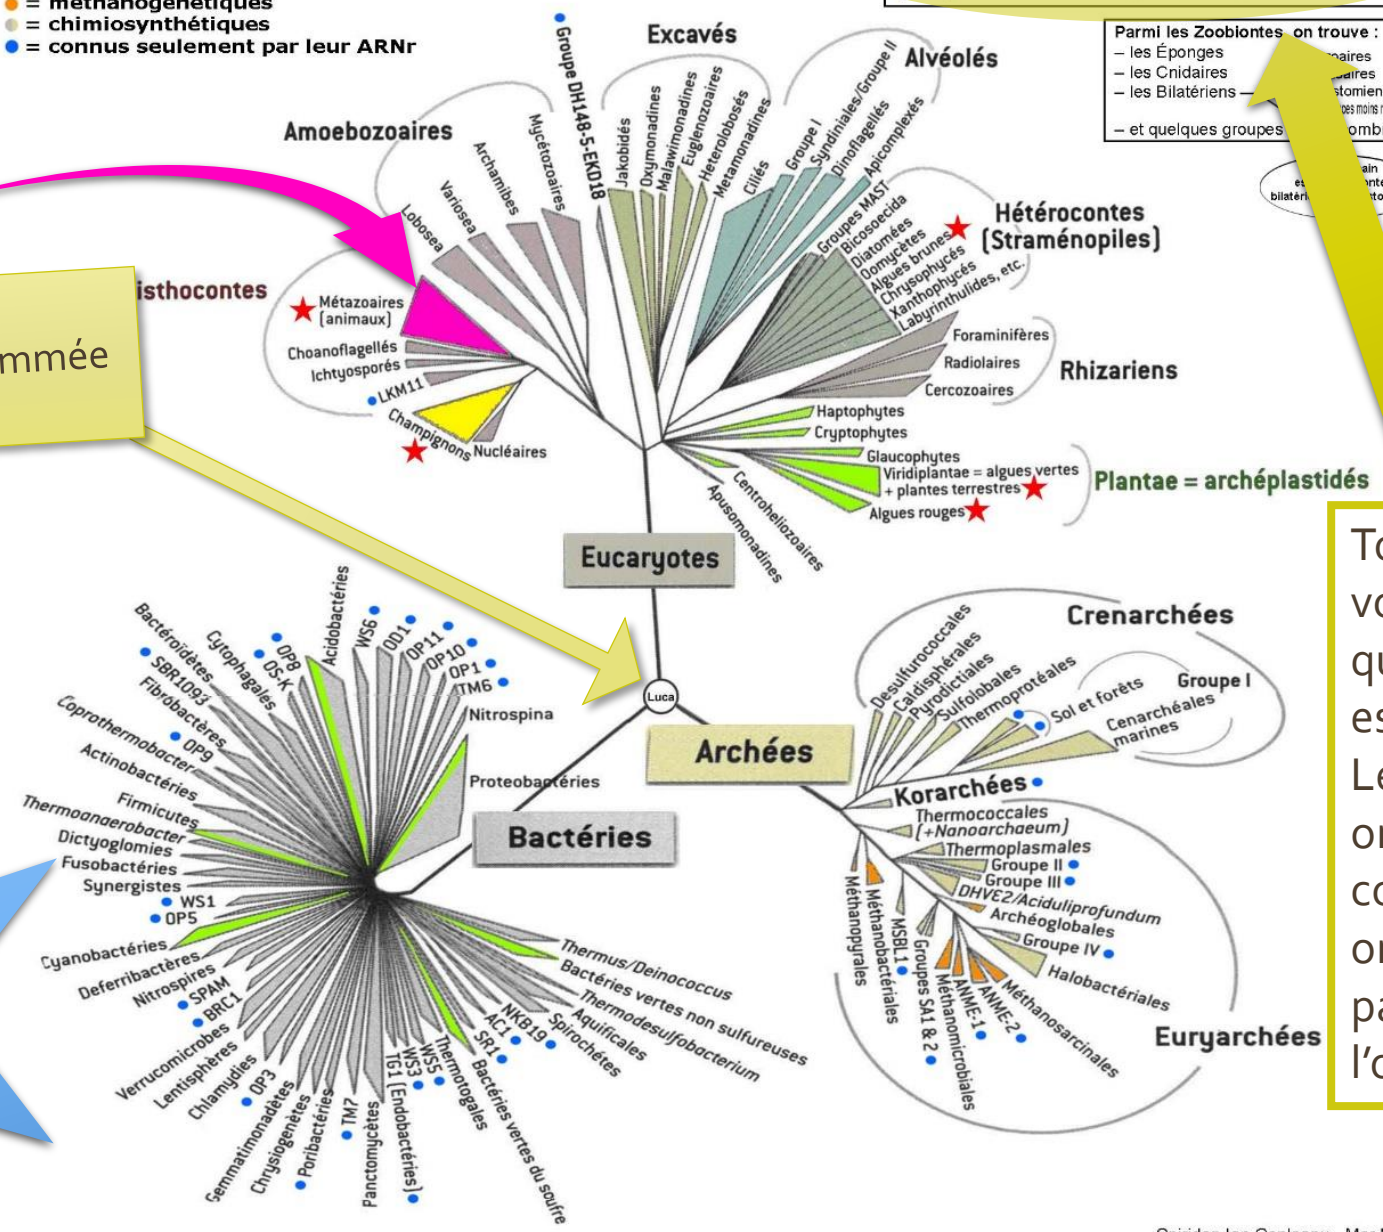 = méthanogénétiques
= chimiosynthétiques
= connus seulement par leur ARNr
Parmi les Zoobiontes, on trouve :
– les Éponges
– les Cnidaires
– les Bilatériens
– et quelques groupes
Amoebozoaires
Lobosea
Variosea
Archamibes
Mycétozoaires
Groupe DH148-5-EKD18
Excavés
Jakobidés
Oxymonadines
Malawimonadines
Euglenozoaires
Heterolobosés
Metamonadines
Alvéolés
Ciliés
Groupe I
Syndiniales/Groupe II
Dinoflagellés
Apicomplexés
Hétérocontes
(Straménopiles)
Groupes MAST
Bicosoecida
Diatomées
Oomycètes
Algues brunes
Chrysophycés
Xanthophycés
Labyrinthulides, etc.
Rhizariens
Foraminifères
Radiolaires
Cercozoaires
isthocontes
Métazoaires
(animaux)
Choanoflagellés
Ichtyosporés
LKM11
Champignons
Nucléaires
mmée
Haptophytes
Cryptophytes
Glaucophytes
Viridiplantae = algues vertes
+ plantes terrestres
Algues rouges
Plantae = archéplastidés
Centroheliozoaires
Apusomonadines
Eucaryotes
Luca
Archées
Bactéries
Crenarchées
Desulfurococcales
Caldisphérales
Pyrodictiales
Sulfolobales
Thermoprotéales
Sol et forêts
Groupe I
Cenarchéales
marines
Korarchées
Thermococcales
(+Nanoarchaeum)
Thermoplasmales
Groupe II
Groupe III
DHVE2/Aciduliprofundum
Archéoglobales
Groupe IV
Halobactériales
Méthanosarcinales
ANME-2
ANME-1
Méthanomicrobiales
Groupes SA1 & 2
MSBL1
Méthanobactériales
Méthanopyrales
Euryarchées
Acidobactéries
WS6
OD1
OP11
OP10
OP1
TM6
Nitrospina
Proteobactéries
OP8
OS-K
Cytophagales
Bactéroïdètes
SBR1093
Fibrobactères
OP9
Coprothermobacter
Actinobactéries
Firmicutes
Thermoanaerobacter
Dictyoglomies
Fusobactéries
Synergistes
WS1
OP5
Cyanobactéries
Deferribactères
Nitrospires
SPAM
BRC1
Verrucomicrobes
Lentisphères
Chlamydies
OP3
Gemmatimonadètes
Chrysiogenètes
Poribactéries
TM7
Panctomycètes
TG1 (Endobactéries)
WS3
WS5
Thermotogales
Bactéries vertes du soufre
SR1
AC1
NKB19
Spirochétes
Aquificales
Thermodesulfobacterium
Bactéries vertes non sulfureuses
Thermus/Deinococcus